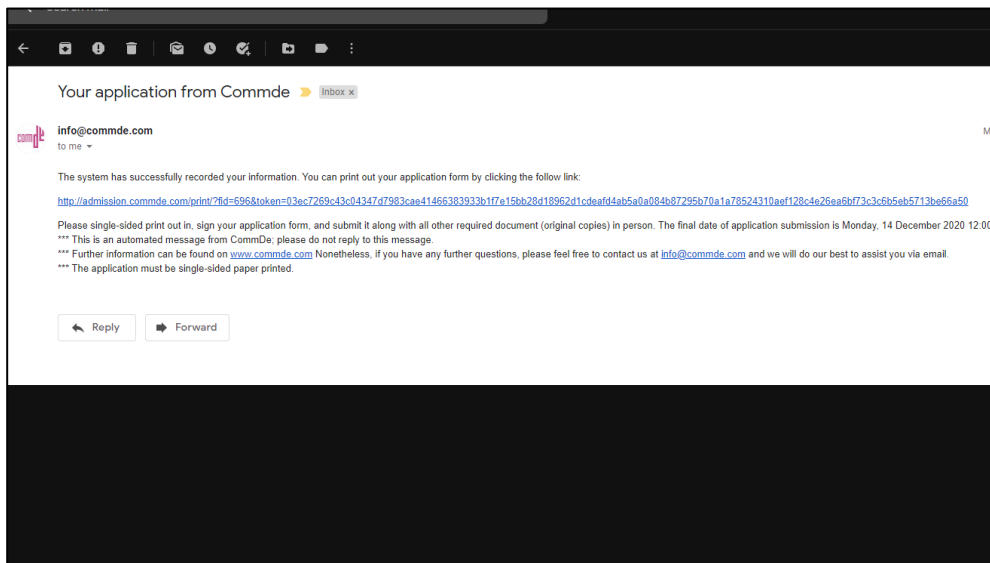 Your application from Commde Inbox x
commde
info@commde.com
to me
The system has successfully recorded your information. You can print out your application form by clicking the follow link:
http://admission.commde.com/print/?fid=696&token=03ec7269c43c04347d7983cae41466383933b1f7e15bb28d18962d1cdeafd4ab5a0a084b87295b70a1a78524310aef128c4e26ea6bf73c3c6b5eb5713be66a50
Please single-sided print out in, sign your application form, and submit it along with all other required document (original copies) in person. The final date of application submission is Monday, 14 December 2020 12:00
*** This is an automated message from CommDe; please do not reply to this message.
*** Further information can be found on www.commde.com Nonetheless, if you have any further questions, please feel free to contact us at info@commde.com and we will do our best to assist you via email.
*** The application must be single-sided paper printed.
Reply Forward